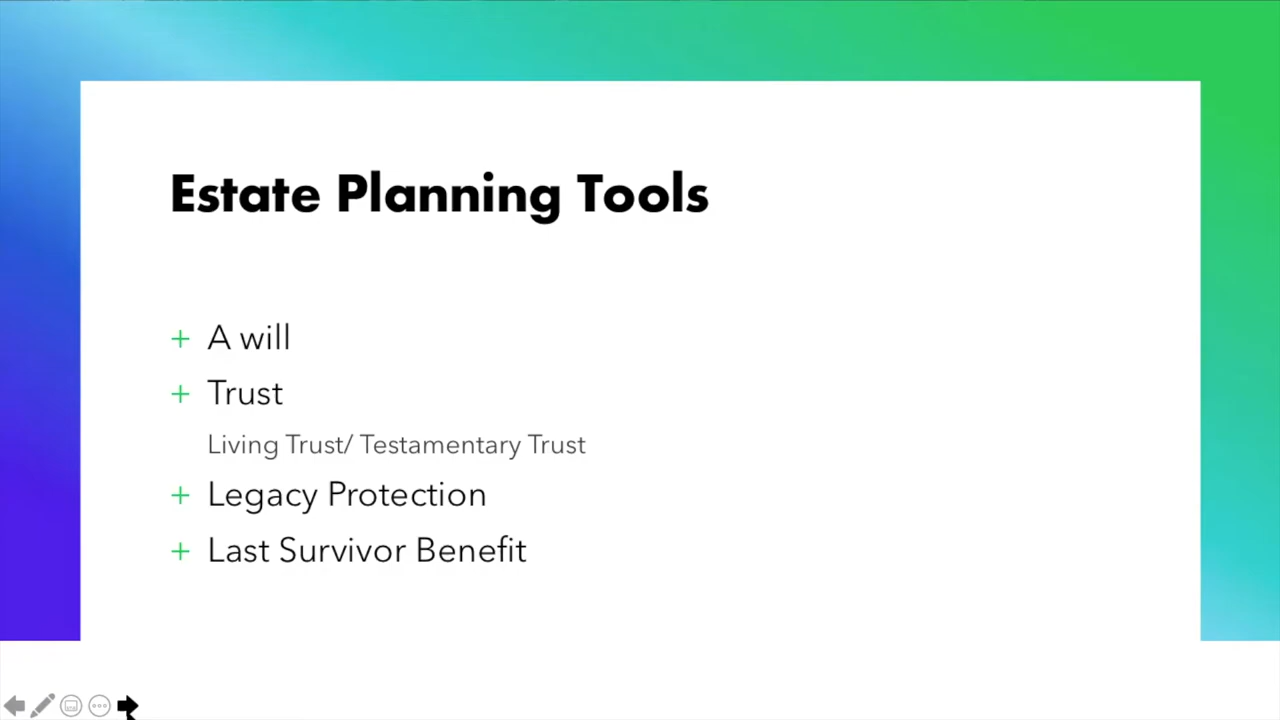 Estate Planning Tools
+ A will
+ Trust
Living Trust/ Testamentary Trust
+ Legacy Protection
+ Last Survivor Benefit